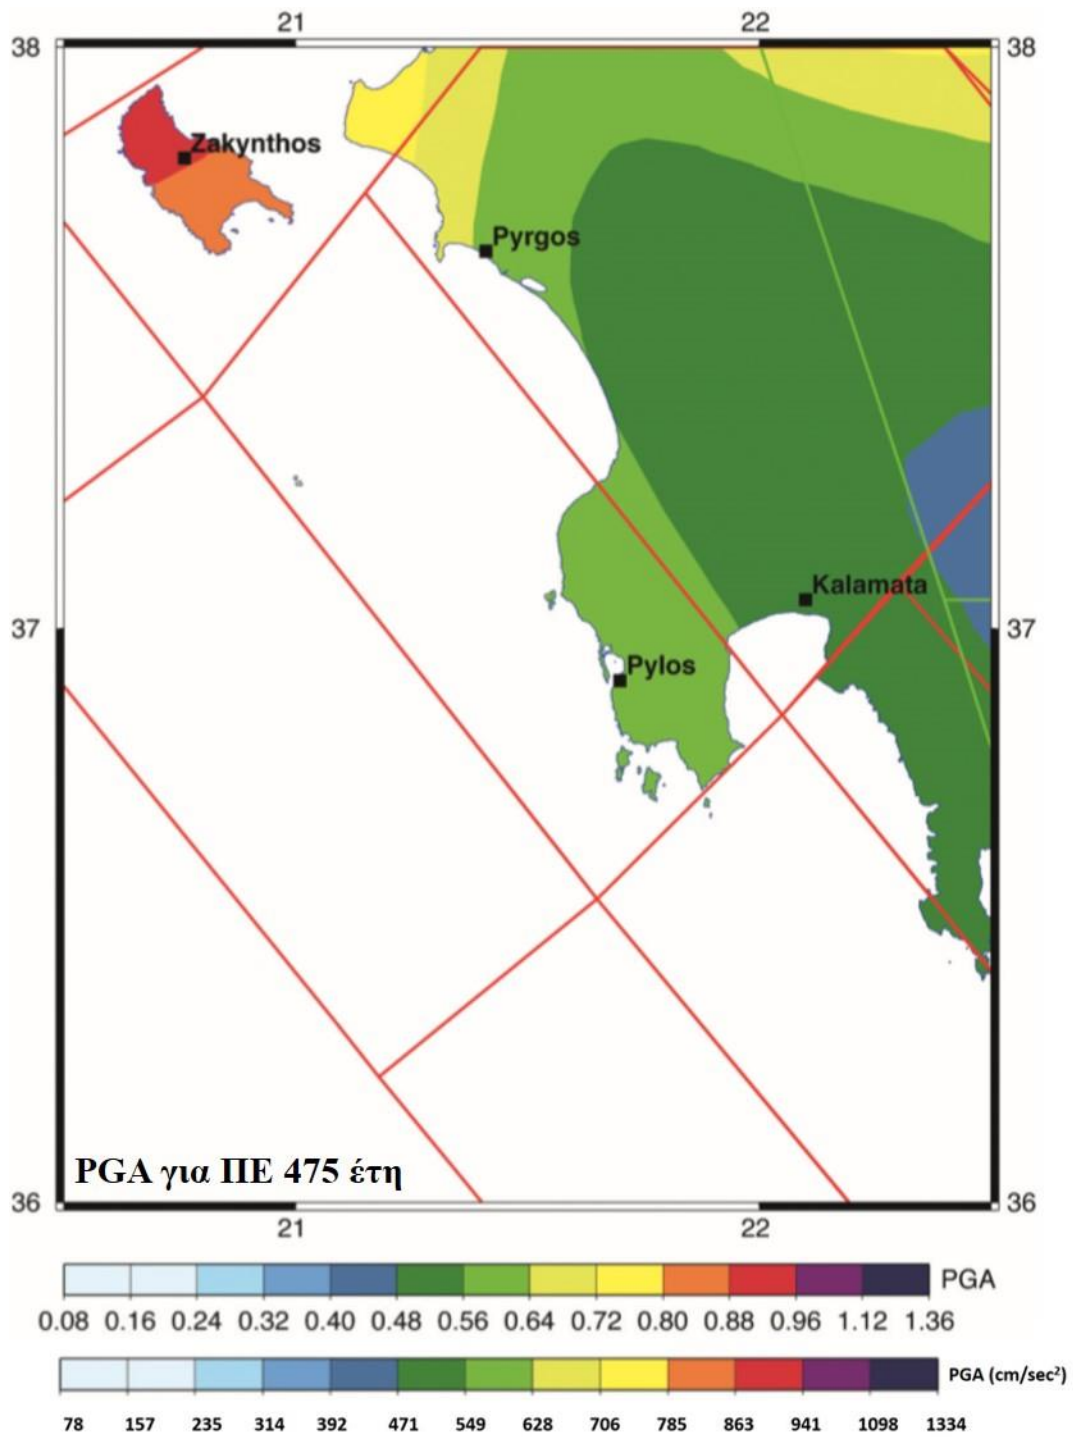 21 22
38 38
Zakynthos
Pyrgos
Kalamata
37 37
Pylos
PGA για ΠΕ 475 έτη
36 36
21 22
PGA
0.08 0.16 0.24 0.32 0.40 0.48 0.56 0.64 0.72 0.80 0.88 0.96 1.12 1.36
PGA (cm/sec²)
78 157 235 314 392 471 549 628 706 785 863 941 1098 1334